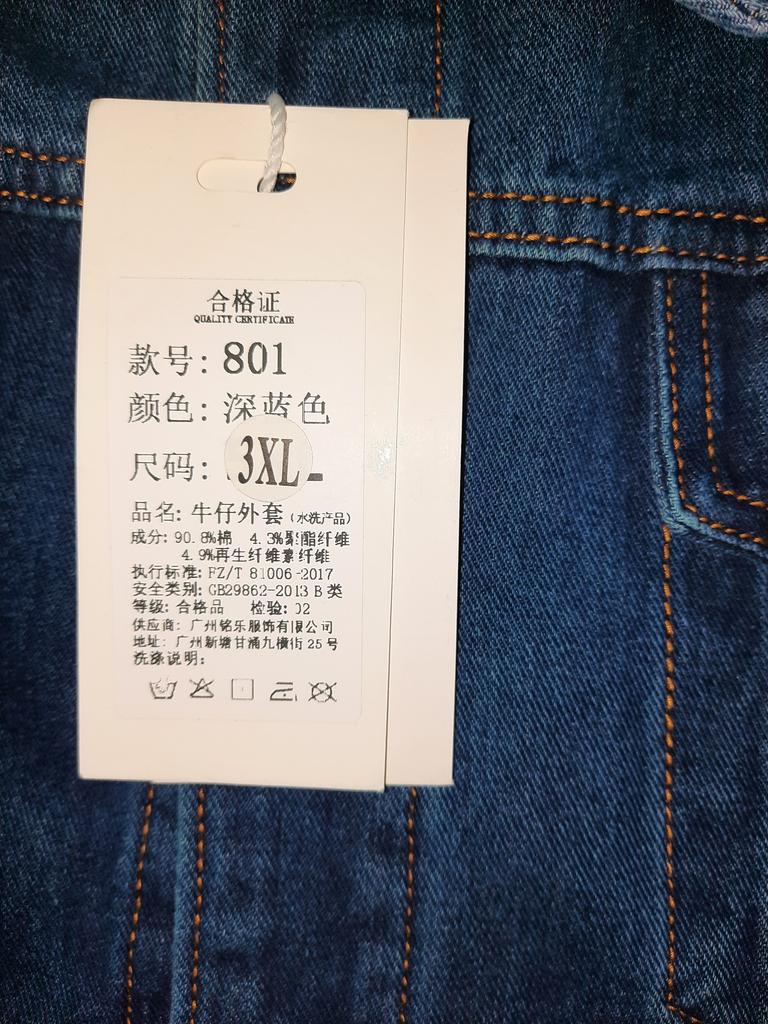 合格证
QUALITY CERTIFICATE
款号: 801
颜色: 深蓝色
尺码: 3XL
品名: 牛仔外套 (水洗产品)
成分: 90.8%棉 4.3%聚酯纤维
4.9%再生纤维素纤维
执行标准: FZ/T 81006-2017
安全类别: GB29862-2013 B 类
等级: 合格品 检验: 02
供应商: 广州铭乐服饰有限公司
地址: 广州新塘甘涌九横街 25 号
洗涤说明: